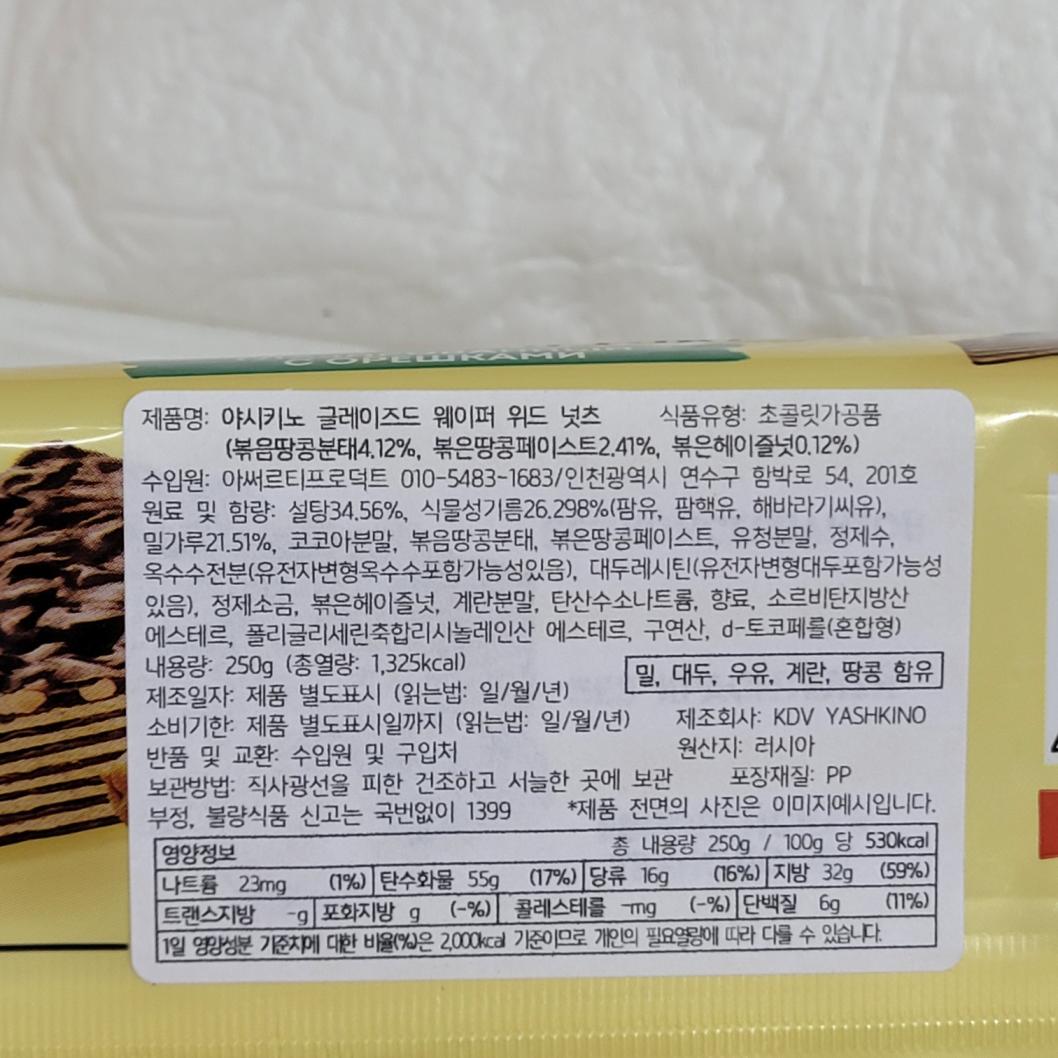 С ОРЕШКАМИ
제품명: 야시키노 글레이즈드 웨이퍼 위드 넛츠 식품유형: 초콜릿가공품
(볶음땅콩분태4.12%, 볶은땅콩페이스트2.41%, 볶은헤이즐넛0.12%)
수입원: 아써르티프로덕트 010-5483-1683/인천광역시 연수구 함박로 54, 201호
원료 및 함량: 설탕34.56%, 식물성기름26.298%(팜유, 팜핵유, 해바라기씨유),
밀가루21.51%, 코코아분말, 볶음땅콩분태, 볶은땅콩페이스트, 유청분말, 정제수,
옥수수전분(유전자변형옥수수포함가능성있음), 대두레시틴(유전자변형대두포함가능성
있음), 정제소금, 볶은헤이즐넛, 계란분말, 탄산수소나트륨, 향료, 소르비탄지방산
에스테르, 폴리글리세린축합리시놀레인산 에스테르, 구연산, d-토코페롤(혼합형)
내용량: 250g (총열량: 1,325kcal) 밀, 대두, 우유, 계란, 땅콩 함유
제조일자: 제품 별도표시 (읽는법: 일/월/년)
소비기한: 제품 별도표시일까지 (읽는법: 일/월/년) 제조회사: KDV YASHKINO
반품 및 교환: 수입원 및 구입처 원산지: 러시아
보관방법: 직사광선을 피한 건조하고 서늘한 곳에 보관 포장재질: PP
부정, 불량식품 신고는 국번없이 1399 *제품 전면의 사진은 이미지예시입니다.
영양정보 총 내용량 250g / 100g 당 530kcal
나트륨 23mg (1%) 탄수화물 55g (17%) 당류 16g (16%) 지방 32g (59%)
트랜스지방 -g 포화지방 g (-%) 콜레스테롤 -mg (-%) 단백질 6g (11%)
1일 영양성분 기준치에 대한 비율(%)은 2,000kcal 기준이므로 개인의 필요열량에 따라 다를 수 있습니다.